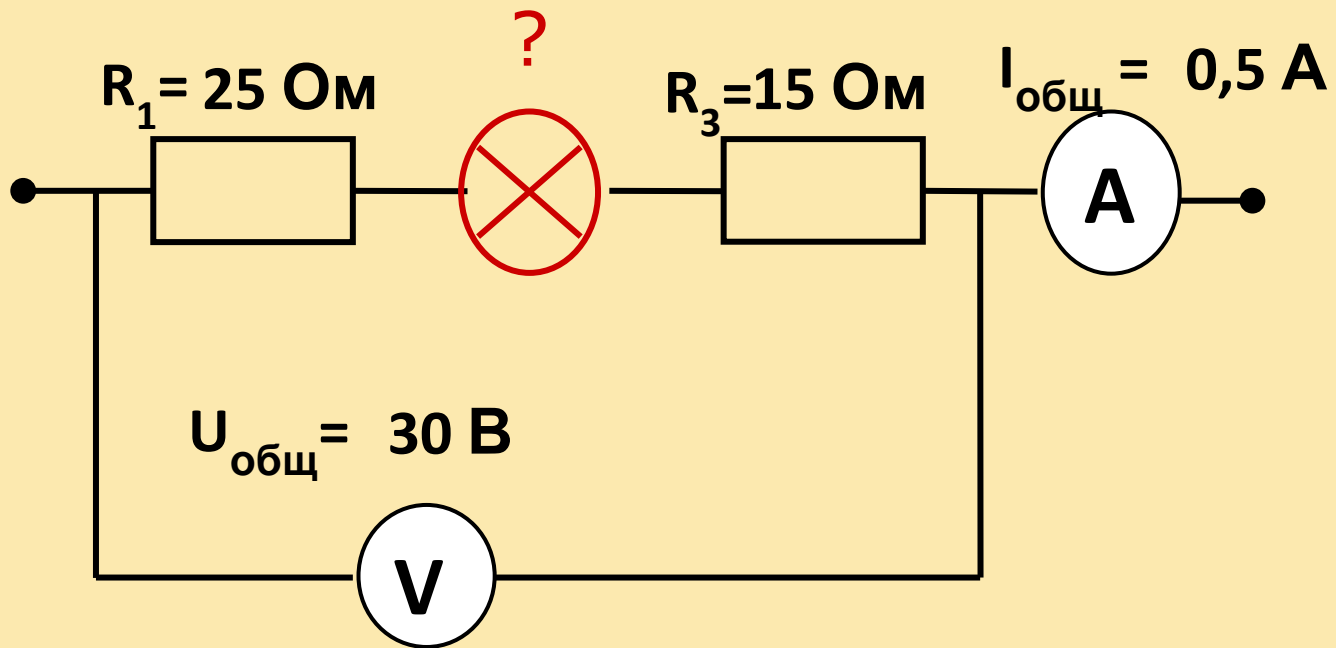 ?
R₁= 25 Ом
R₃=15 Ом
Iобщ = 0,5 А
A
Uобщ= 30 В
V